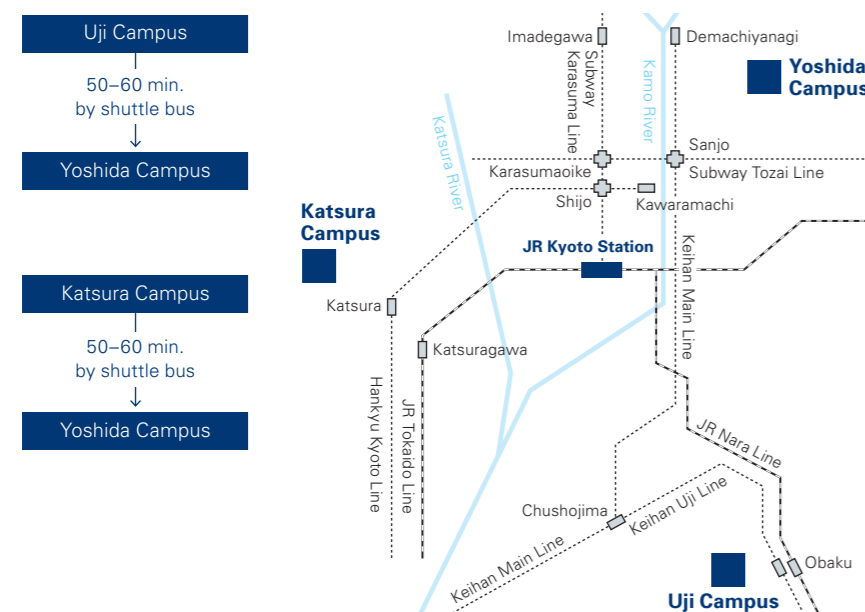 Uji Campus
50–60 min.
by shuttle bus
Yoshida Campus
Katsura Campus
50–60 min.
by shuttle bus
Yoshida Campus
Imadegawa
Demachiyanagi
Subway
Karasuma Line
Kamo River
Yoshida
Campus
Katsura River
Karasumaoike
Sanjo
Subway Tozai Line
Shijo
Kawaramachi
Katsura
Campus
JR Kyoto Station
Keihan Main Line
Katsura
Katsuragawa
Hankyu Kyoto Line
JR Tokaido Line
JR Nara Line
Chushojima
Keihan Uji Line
Keihan Main Line
Obaku
Uji Campus